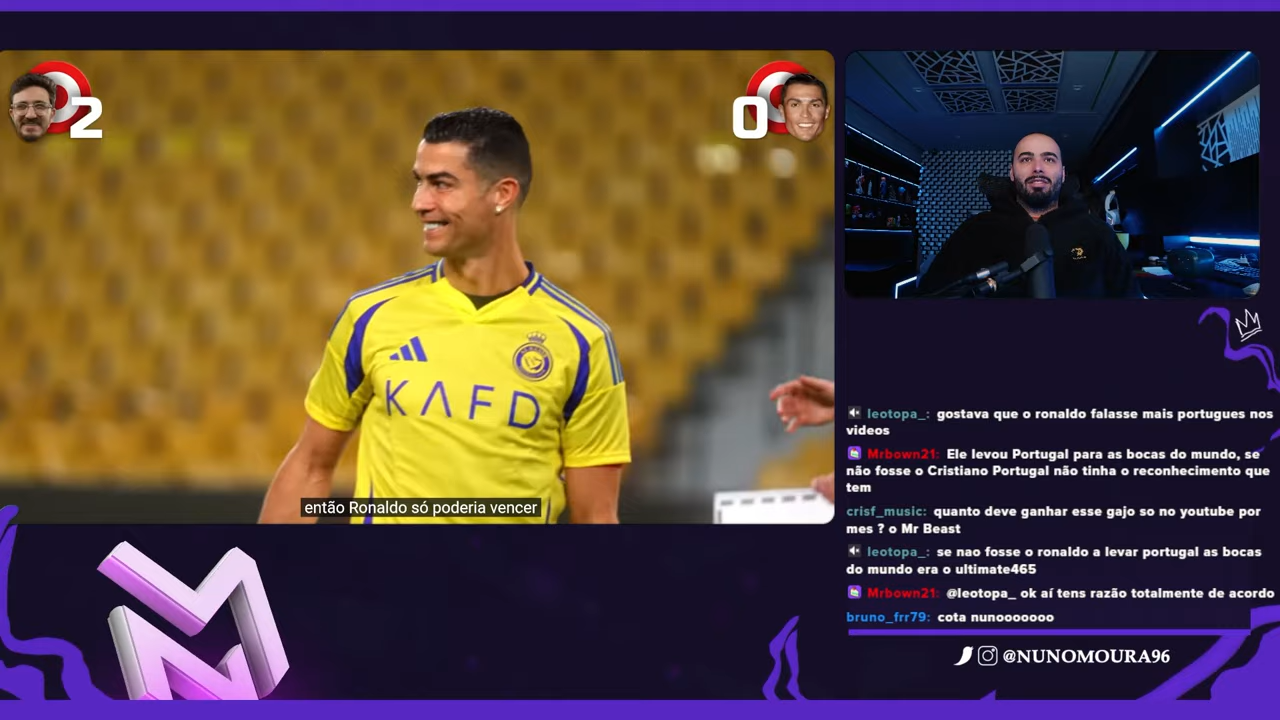 2
0
KAFD
então Ronaldo só poderia vencer
leotopa_: gostava que o ronaldo falasse mais portugues nos
videos
Mrbown21: Ele levou Portugal para as bocas do mundo, se
não fosse o Cristiano Portugal não tinha o reconhecimento que
tem
crisf_music: quanto deve ganhar esse gajo so no youtube por
mes ? o Mr Beast
leotopa_: se nao fosse o ronaldo a levar portugal as bocas
do mundo era o ultimate465
Mrbown21: @leotopa_ ok aí tens razão totalmente de acordo
bruno_frr79: cota nunooooooo
@NUNOMOURA96